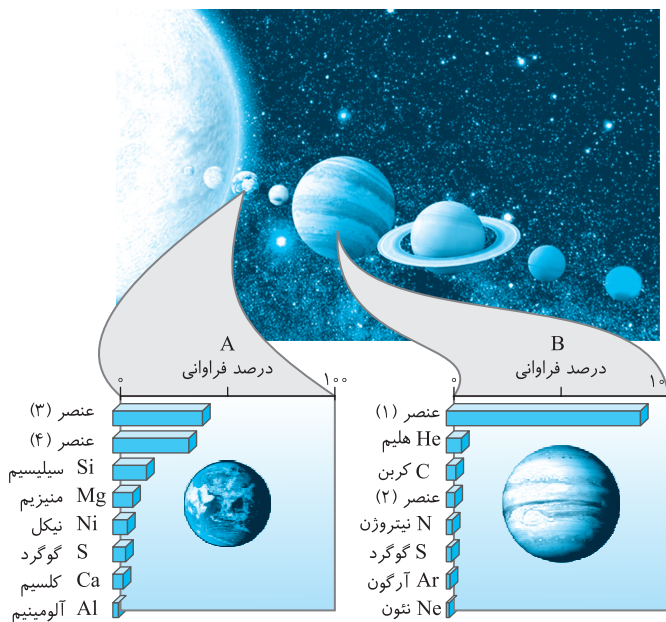 A
درصد فراوانی
۰ ۱۰۰
عنصر (۳)
عنصر (۴)
Si سیلیسیم
Mg منیزیم
Ni نیکل
S گوگرد
Ca کلسیم
Al آلومینیم
B
درصد فراوانی
۰ ۱۰
عنصر (۱)
He هلیم
C کربن
عنصر (۲)
N نیتروژن
S گوگرد
Ar آرگون
Ne نئون